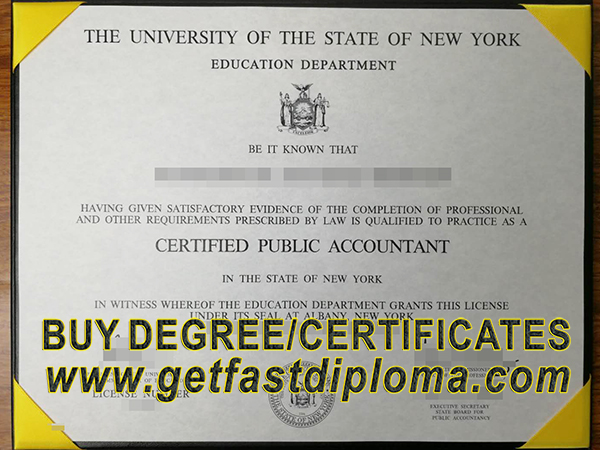 THE UNIVERSITY OF THE STATE OF NEW YORK
EDUCATION DEPARTMENT
EXCELSIOR
BE IT KNOWN THAT
HAVING GIVEN SATISFACTORY EVIDENCE OF THE COMPLETION OF PROFESSIONAL
AND OTHER REQUIREMENTS PRESCRIBED BY LAW IS QUALIFIED TO PRACTICE AS A
CERTIFIED PUBLIC ACCOUNTANT
IN THE STATE OF NEW YORK
IN WITNESS WHEREOF THE EDUCATION DEPARTMENT GRANTS THIS LICENSE
UNDER ITS SEAL AT ALBANY, NEW YORK
BUY DEGREE/CERTIFICATES
www.getfastdiploma.com
LICENSE NUMBER
EXECUTIVE SECRETARY
STATE BOARD FOR
PUBLIC ACCOUNTANCY